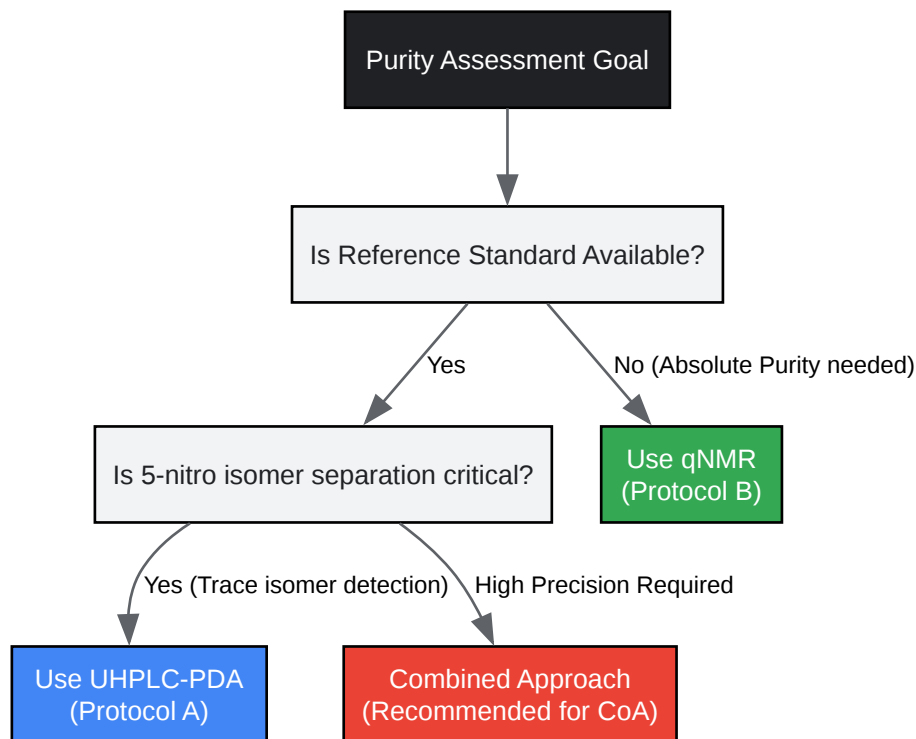 Purity Assessment Goal
Is Reference Standard Available?
Yes
No (Absolute Purity needed)
Is 5-nitro isomer separation critical?
Use qNMR
(Protocol B)
Yes (Trace isomer detection)
High Precision Required
Use UHPLC-PDA
(Protocol A)
Combined Approach
(Recommended for CoA)